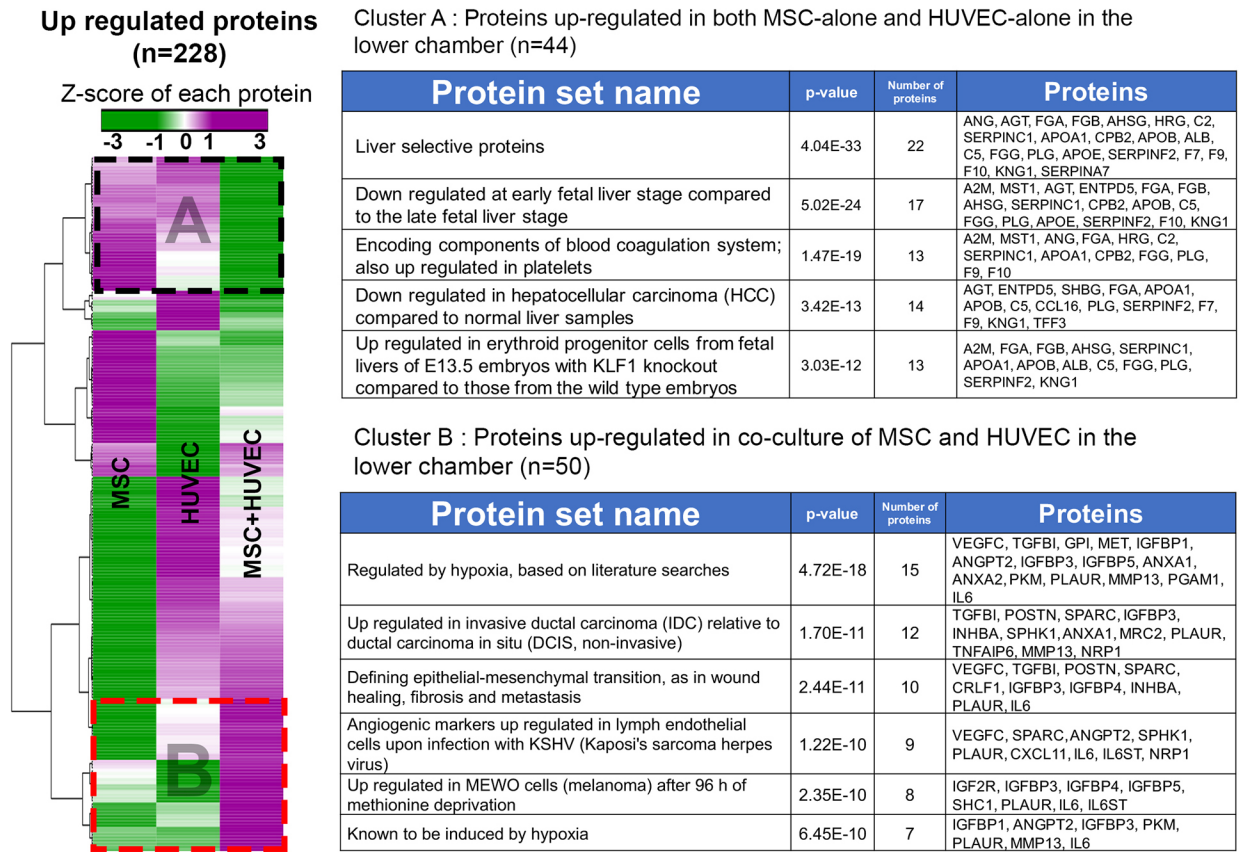 Up regulated proteins
(n=228)
Z-score of each protein
-3 -1 0 1 3
A
MSC
HUVEC
MSC+HUVEC
B
Cluster A : Proteins up-regulated in both MSC-alone and HUVEC-alone in the
lower chamber (n=44)
Protein set name p-value Number of proteins Proteins
Liver selective proteins 4.04E-33 22
ANG, AGT, FGA, FGB, AHSG, HRG, C2,
SERPINC1, APOA1, CPB2, APOB, ALB,
C5, FGG, PLG, APOE, SERPINF2, F7, F9,
F10, KNG1, SERPINA7
Down regulated at early fetal liver stage compared
to the late fetal liver stage
5.02E-24 17
A2M, MST1, AGT, ENTPD5, FGA, FGB,
AHSG, SERPINC1, CPB2, APOB, C5,
FGG, PLG, APOE, SERPINF2, F10, KNG1
Encoding components of blood coagulation system;
also up regulated in platelets
1.47E-19 13
A2M, MST1, ANG, FGA, HRG, C2,
SERPINC1, APOA1, CPB2, FGG, PLG,
F9, F10
Down regulated in hepatocellular carcinoma (HCC)
compared to normal liver samples
3.42E-13 14
AGT, ENTPD5, SHBG, FGA, APOA1,
APOB, C5, CCL16, PLG, SERPINF2, F7,
F9, KNG1, TFF3
Up regulated in erythroid progenitor cells from fetal
livers of E13.5 embryos with KLF1 knockout
compared to those from the wild type embryos
3.03E-12 13
A2M, FGA, FGB, AHSG, SERPINC1,
APOA1, APOB, ALB, C5, FGG, PLG,
SERPINF2, KNG1
Cluster B : Proteins up-regulated in co-culture of MSC and HUVEC in the
lower chamber (n=50)
Protein set name p-value Number of proteins Proteins
Regulated by hypoxia, based on literature searches 4.72E-18 15
VEGFC, TGFBI, GPI, MET, IGFBP1,
ANGPT2, IGFBP3, IGFBP5, ANXA1,
ANXA2, PKM, PLAUR, MMP13, PGAM1,
IL6
Up regulated in invasive ductal carcinoma (IDC) relative to
ductal carcinoma in situ (DCIS, non-invasive)
1.70E-11 12
TGFBI, POSTN, SPARC, IGFBP3,
INHBA, SPHK1, ANXA1, MRC2, PLAUR,
TNFAIP6, MMP13, NRP1
Defining epithelial-mesenchymal transition, as in wound
healing, fibrosis and metastasis
2.44E-11 10
VEGFC, TGFBI, POSTN, SPARC,
CRLF1, IGFBP3, IGFBP4, INHBA,
PLAUR, IL6
Angiogenic markers up regulated in lymph endothelial
cells upon infection with KSHV (Kaposi's sarcoma herpes
virus)
1.22E-10 9
VEGFC, SPARC, ANGPT2, SPHK1,
PLAUR, CXCL11, IL6, IL6ST, NRP1
Up regulated in MEWO cells (melanoma) after 96 h of
methionine deprivation
2.35E-10 8
IGF2R, IGFBP3, IGFBP4, IGFBP5,
SHC1, PLAUR, IL6, IL6ST
Known to be induced by hypoxia 6.45E-10 7
IGFBP1, ANGPT2, IGFBP3, PKM,
PLAUR, MMP13, IL6